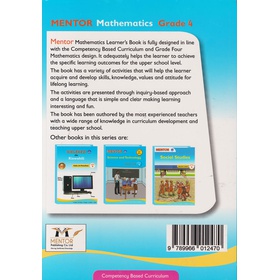 MENTOR Mathematics Grade 4
Mentor Mathematics Learner's Book is fully designed in line
with the Competency Based Curriculum and Grade Four
Mathematics design. It adequately helps the learner to achieve
the specific learning outcomes for the upper school level.
The book has a variety of activities that will help the learner
acquire and develop skills, knowledge, values and attitude for
lifelong learning.
The activities are presented through inquiry-based approach
and a language that is simple and clear making learning
interesting and fun.
The book has been authored by the most experienced teachers
with a wide range of knowledge in curriculum development and
teaching upper school.
Other books in this series are:
Science and Technology
Social Studies
MENTOR
Publishing Co. Ltd
9 789966 012470
Competency Based Curriculum